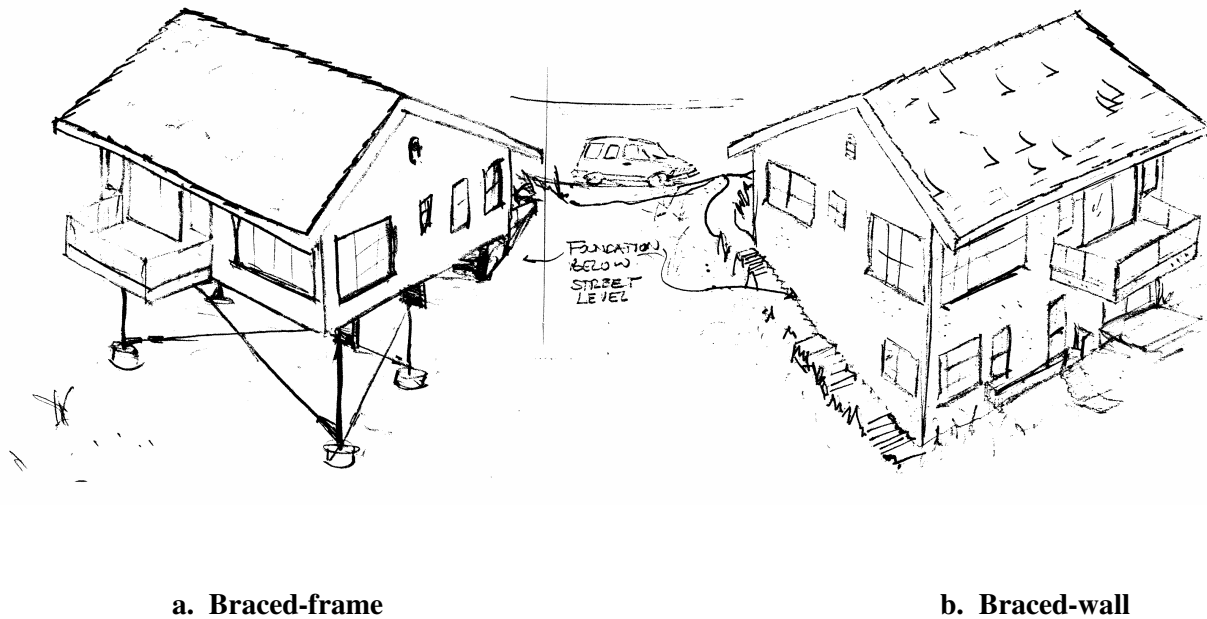 FOUNDATION
BELOW
STREET
LEVEL
a. Braced-frame
b. Braced-wall